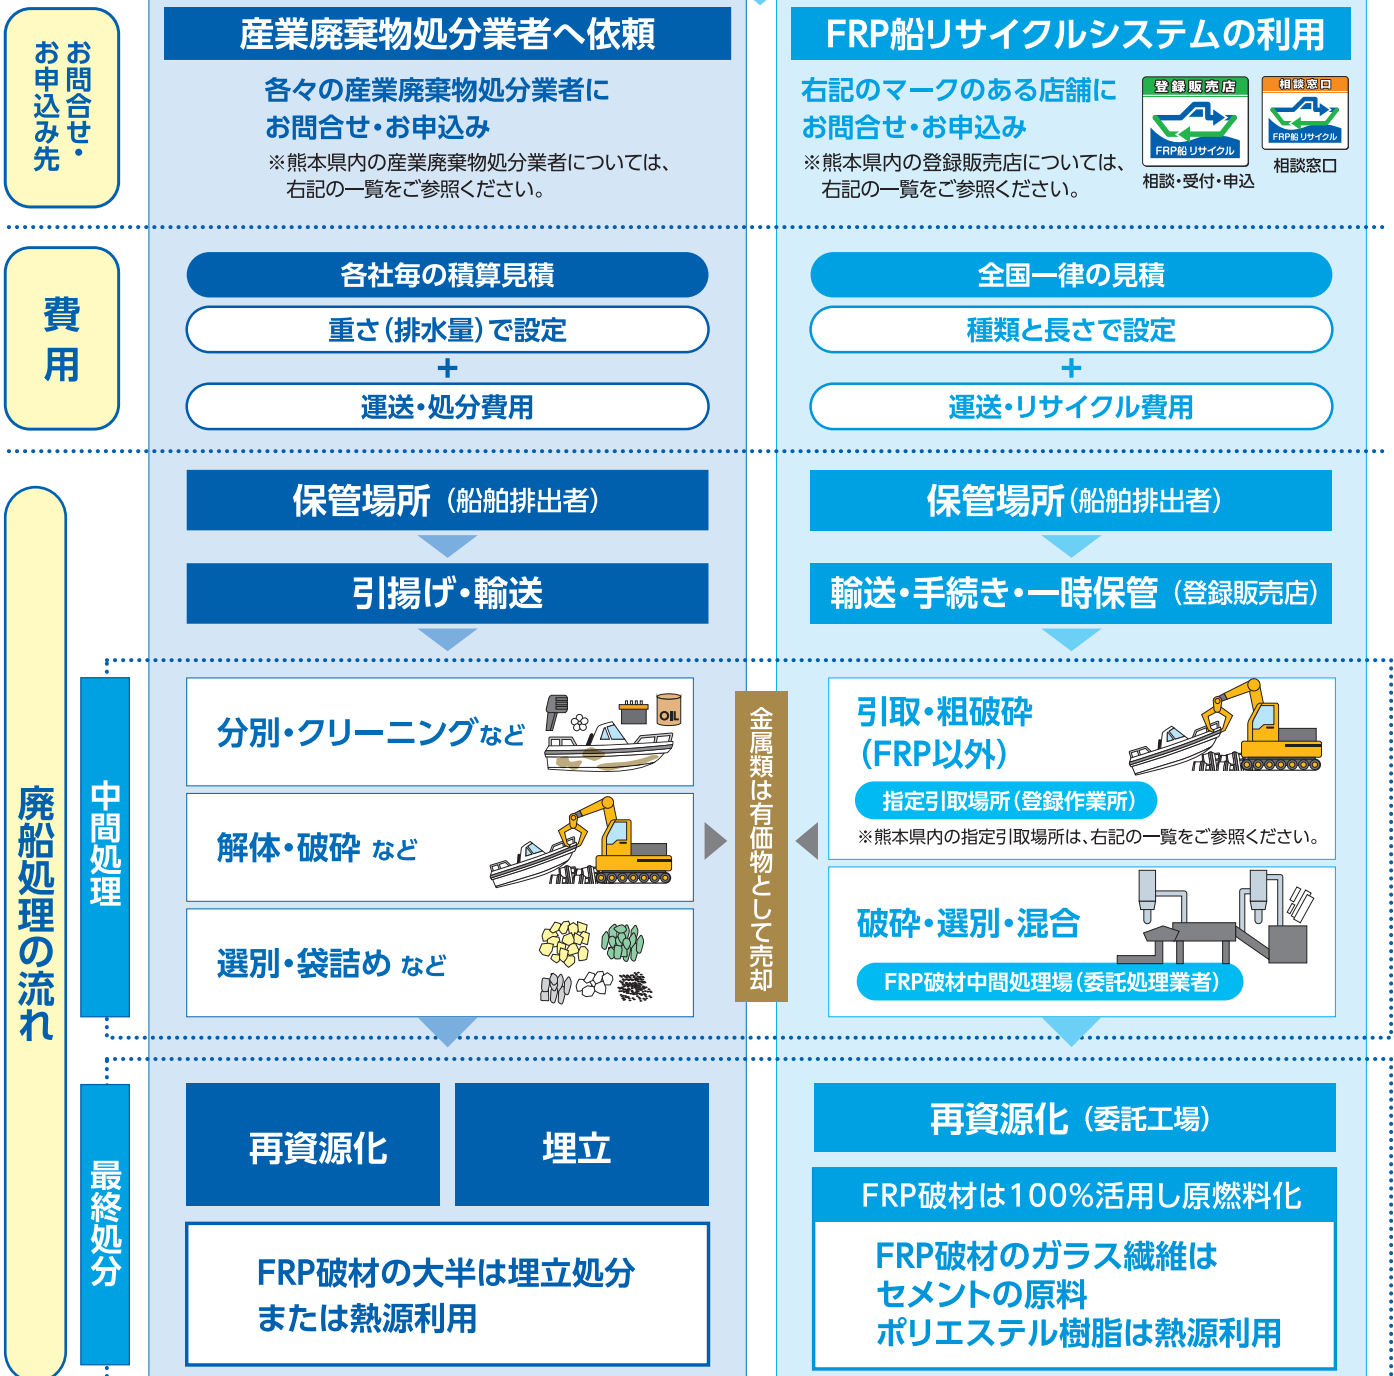 お問合せ・
お申込み先
産業廃棄物処分業者へ依頼
各々の産業廃棄物処分業者に
お問合せ・お申込み
※熊本県内の産業廃棄物処分業者については、
右記の一覧をご参照ください。
FRP船リサイクルシステムの利用
右記のマークのある店舗に
お問合せ・お申込み
※熊本県内の登録販売店については、
右記の一覧をご参照ください。
登録販売店
FRP船 リサイクル
相談・受付・申込
相談窓口
FRP船 リサイクル
相談窓口
費用
各社毎の積算見積
重さ（排水量）で設定
+
運送・処分費用
全国一律の見積
種類と長さで設定
+
運送・リサイクル費用
廃船処理の流れ
保管場所（船舶排出者）
引揚げ・輸送
保管場所（船舶排出者）
輸送・手続き・一時保管（登録販売店）
中間処理
分別・クリーニングなど
OIL
解体・破砕 など
選別・袋詰め など
金属類は有価物として売却
引取・粗破砕
（FRP以外）
指定引取場所（登録作業所）
※熊本県内の指定引取場所は、右記の一覧をご参照ください。
破砕・選別・混合
FRP破材中間処理場（委託処理業者）
最終処分
再資源化
埋立
FRP破材の大半は埋立処分
または熱源利用
再資源化（委託工場）
FRP破材は100%活用し原燃料化
FRP破材のガラス繊維は
セメントの原料
ポリエステル樹脂は熱源利用